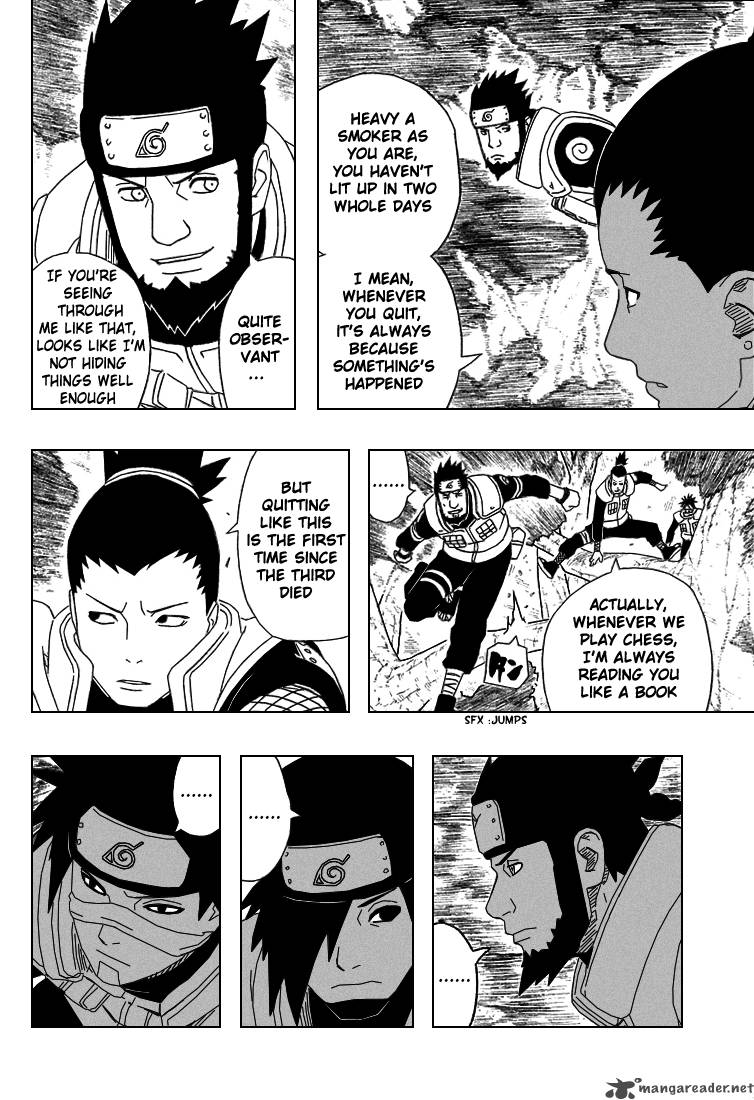 HEAVY A
SMOKER AS
YOU ARE,
YOU HAVEN'T
LIT UP IN TWO
WHOLE DAYS
I MEAN,
WHENEVER
YOU QUIT,
IT'S ALWAYS
BECAUSE
SOMETHING'S
HAPPENED
QUITE
OBSER-
VANT
...
IF YOU'RE
SEEING
THROUGH
ME LIKE THAT,
LOOKS LIKE I'M
NOT HIDING
THINGS WELL
ENOUGH
ACTUALLY,
WHENEVER WE
PLAY CHESS,
I'M ALWAYS
READING YOU
LIKE A BOOK
......
タン
SFX :JUMPS
BUT
QUITTING
LIKE THIS
IS THE FIRST
TIME SINCE
THE THIRD
DIED
......
......
......
mangareader.net